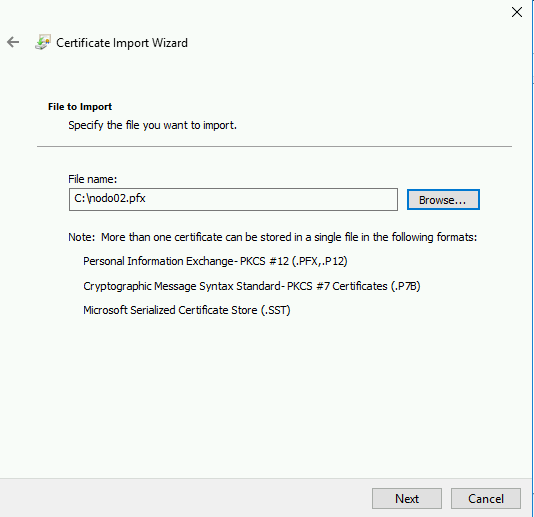 Certificate Import Wizard
File to Import
Specify the file you want to import.
File name:
C:\nodo02.pfx
Browse...
Note: More than one certificate can be stored in a single file in the following formats:
Personal Information Exchange- PKCS #12 (.PFX,.P12)
Cryptographic Message Syntax Standard- PKCS #7 Certificates (.P7B)
Microsoft Serialized Certificate Store (.SST)
Next
Cancel